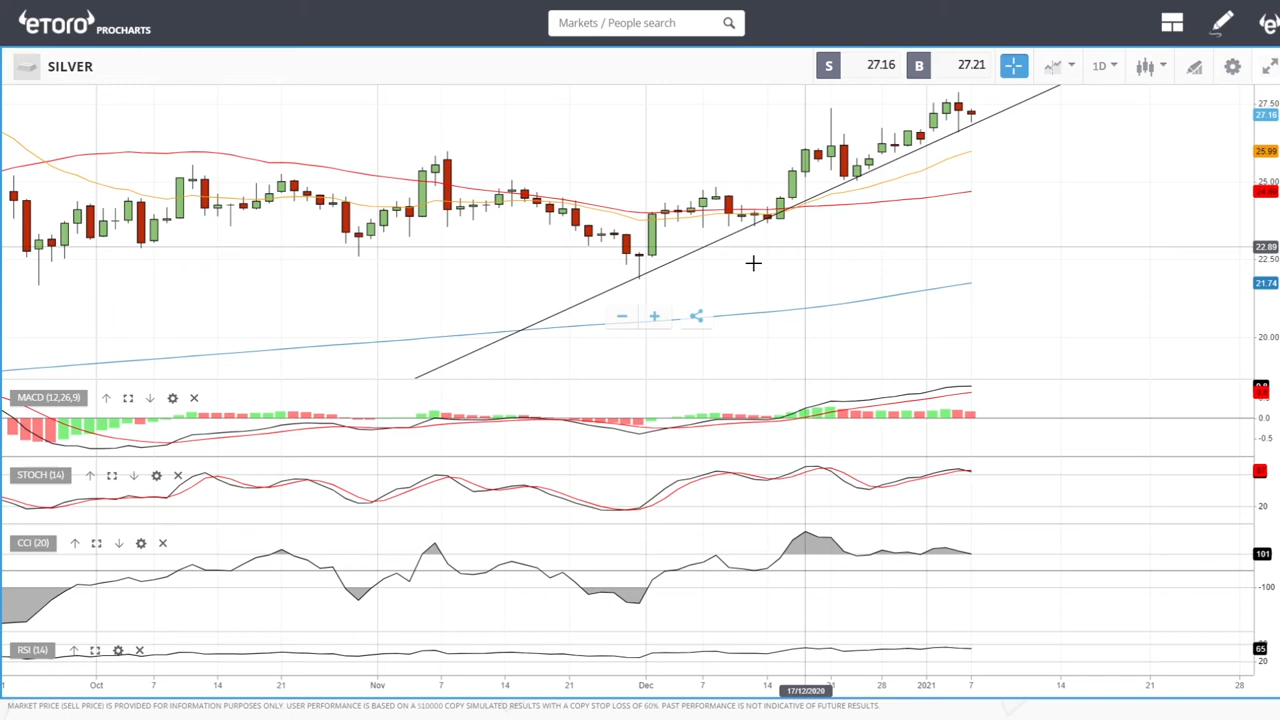 eToro PROCHARTS
Markets / People search
SILVER
S 27.16 B 27.21
1D
27.50
27.16
25.99
25.00
22.89
22.50
21.74
20.00
MACD (12,26,9)
0.0
-0.5
STOCH (14)
20
CCI (20)
101
-100
RSI (14)
65
20
Oct 7 14 21 Nov 7 14 21 Dec 7 14 17/12/2020 28 2021 7 14 21 28
MARKET PRICE (SELL PRICE) IS PROVIDED FOR INFORMATION PURPOSES ONLY. USER PERFORMANCE IS BASED ON A $10000 COPY SIMULATED RESULTS WITH A COPY STOP LOSS OF 60%. PAST PERFORMANCE IS NOT INDICATIVE OF FUTURE RESULTS.